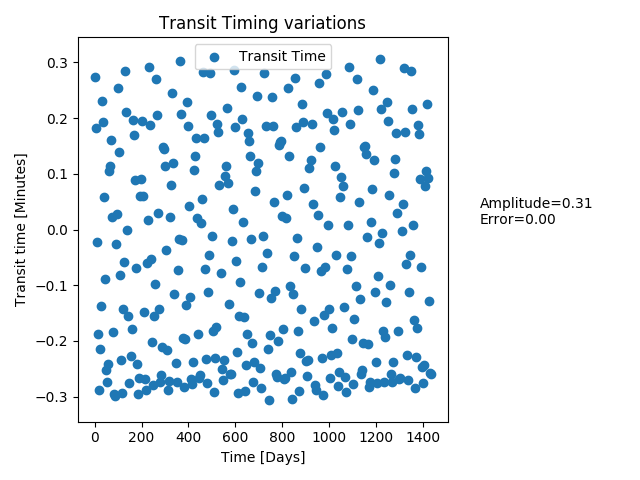 Transit Timing variations
Transit Time
Transit time [Minutes]
0.3
0.2
0.1
0.0
−0.1
−0.2
−0.3
0 200 400 600 800 1000 1200 1400
Time [Days]
Amplitude=0.31
Error=0.00